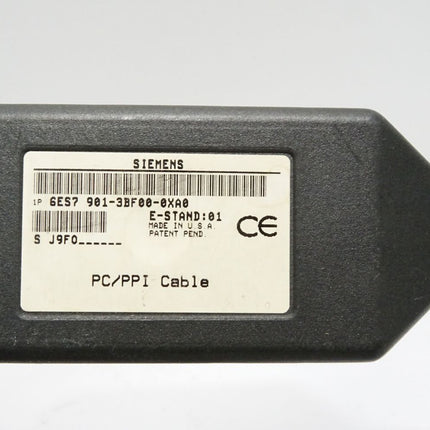 SIEMENS
1P 6ES7 901-3BF00-0XA0
E-STAND:01
MADE IN U.S.A
PATENT PEND.
CE
S J9F0______
PC/PPI Cable